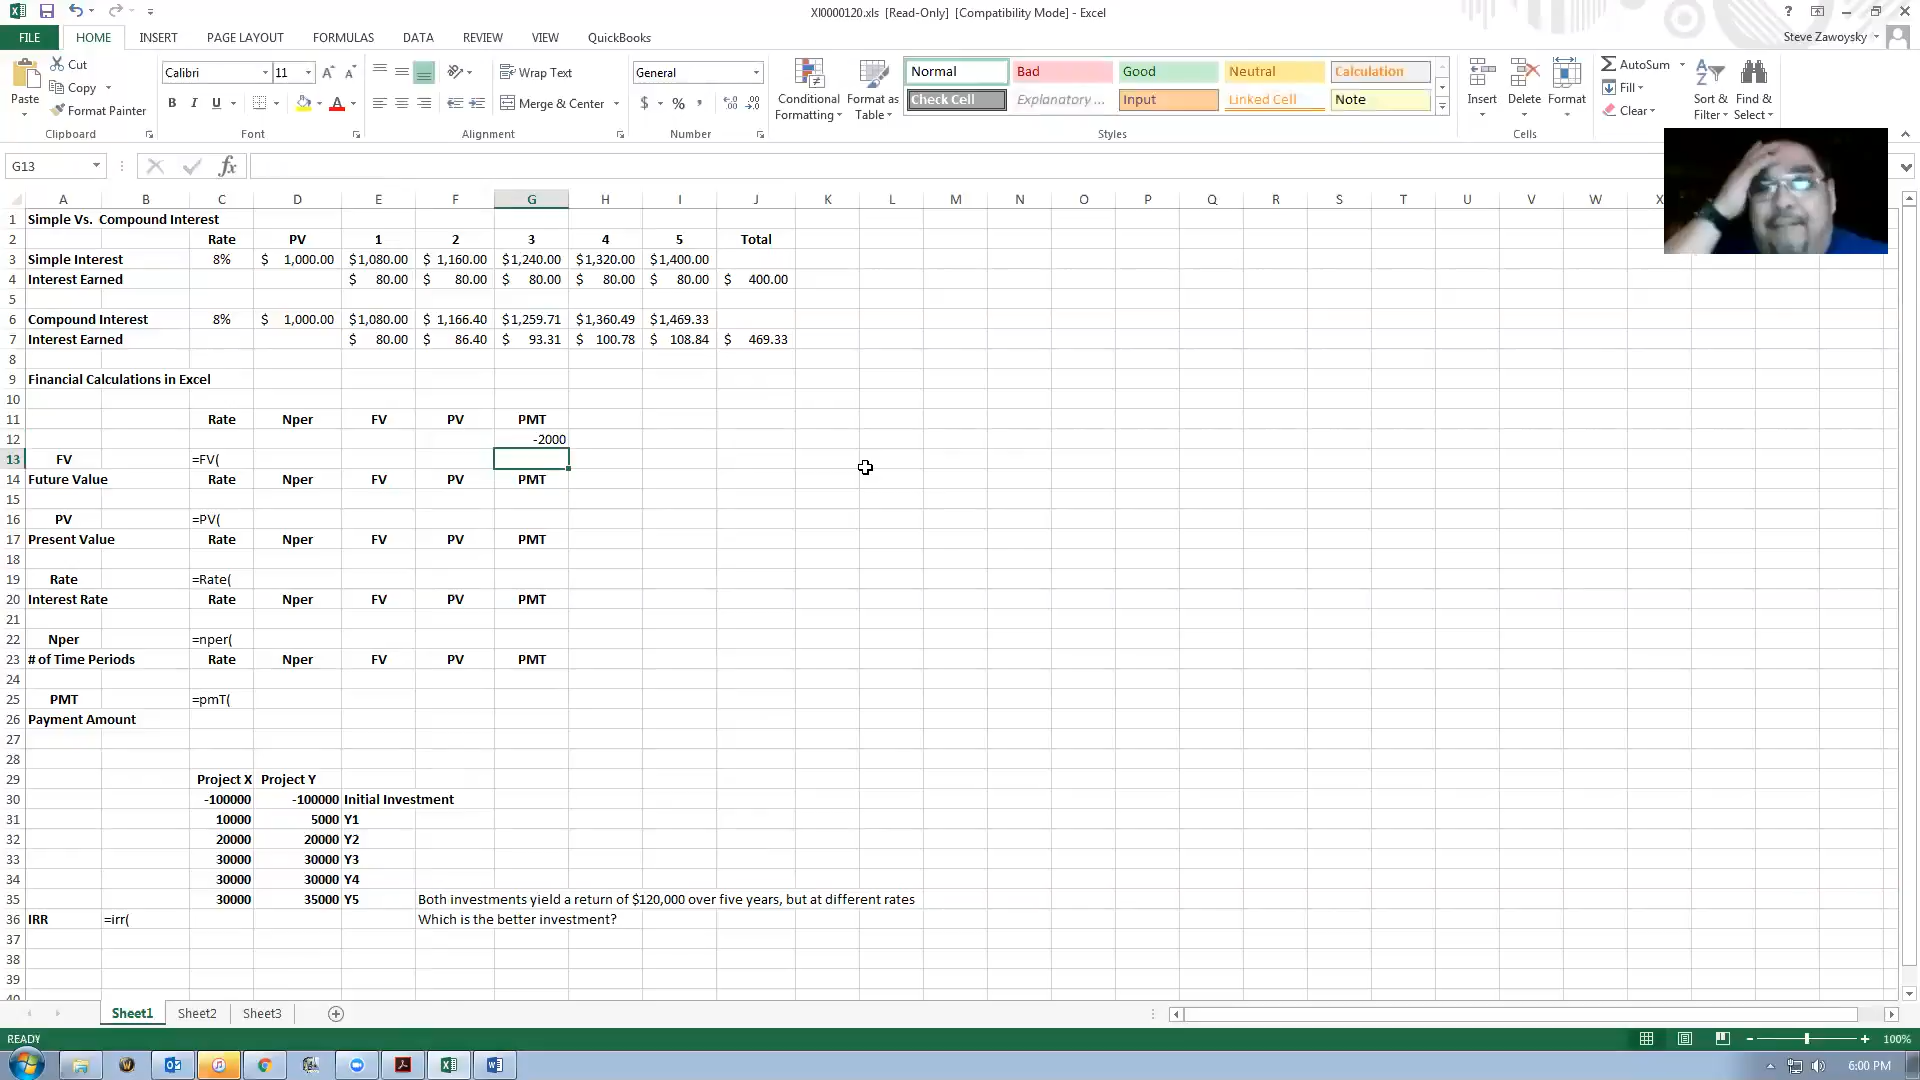 XI0000120.xls [Read-Only] [Compatibility Mode] - Excel
FILE HOME INSERT PAGE LAYOUT FORMULAS DATA REVIEW VIEW QuickBooks Steve Zawoysky
Cut Calibri 11 Wrap Text General Normal Bad Good Neutral Calculation AutoSum
Copy Fill
Paste Format Painter B I U Merge & Center $ % Conditional Formatting Format as Table Check Cell Explanatory ... Input Linked Cell Note Insert Delete Format Clear Sort & Filter Find & Select
Clipboard Font Alignment Number Styles Cells
G13 fx
A B C D E F G H I J K L M N O P Q R S T U V W X
1 Simple Vs. Compound Interest
2 Rate PV 1 2 3 4 5 Total
3 Simple Interest 8% $ 1,000.00 $1,080.00 $ 1,160.00 $1,240.00 $1,320.00 $1,400.00
4 Interest Earned $ 80.00 $ 80.00 $ 80.00 $ 80.00 $ 80.00 $ 400.00
5
6 Compound Interest 8% $ 1,000.00 $1,080.00 $ 1,166.40 $1,259.71 $1,360.49 $1,469.33
7 Interest Earned $ 80.00 $ 86.40 $ 93.31 $ 100.78 $ 108.84 $ 469.33
8
9 Financial Calculations in Excel
10
11 Rate Nper FV PV PMT
12 -2000
13 FV =FV(
14 Future Value Rate Nper FV PV PMT
15
16 PV =PV(
17 Present Value Rate Nper FV PV PMT
18
19 Rate =Rate(
20 Interest Rate Rate Nper FV PV PMT
21
22 Nper =nper(
23 # of Time Periods Rate Nper FV PV PMT
24
25 PMT =pmT(
26 Payment Amount
27
28
29 Project X Project Y
30 -100000 -100000 Initial Investment
31 10000 5000 Y1
32 20000 20000 Y2
33 30000 30000 Y3
34 30000 30000 Y4
35 30000 35000 Y5 Both investments yield a return of $120,000 over five years, but at different rates
36 IRR =irr( Which is the better investment?
37
38
39
40
Sheet1 Sheet2 Sheet3
READY 100%
6:00 PM